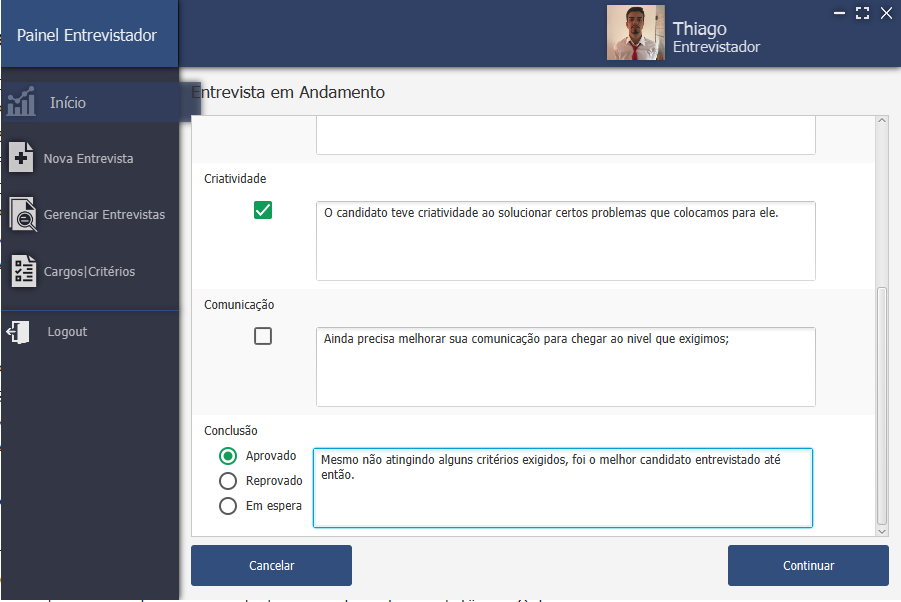 Painel Entrevistador
Thiago
Entrevistador
Início
Nova Entrevista
Gerenciar Entrevistas
Cargos|Critérios
Logout
Entrevista em Andamento
Criatividade
O candidato teve criatividade ao solucionar certos problemas que colocamos para ele.
Comunicação
Ainda precisa melhorar sua comunicação para chegar ao nivel que exigimos;
Conclusão
Aprovado
Reprovado
Em espera
Mesmo não atingindo alguns critérios exigidos, foi o melhor candidato entrevistado até
então.
Cancelar
Continuar